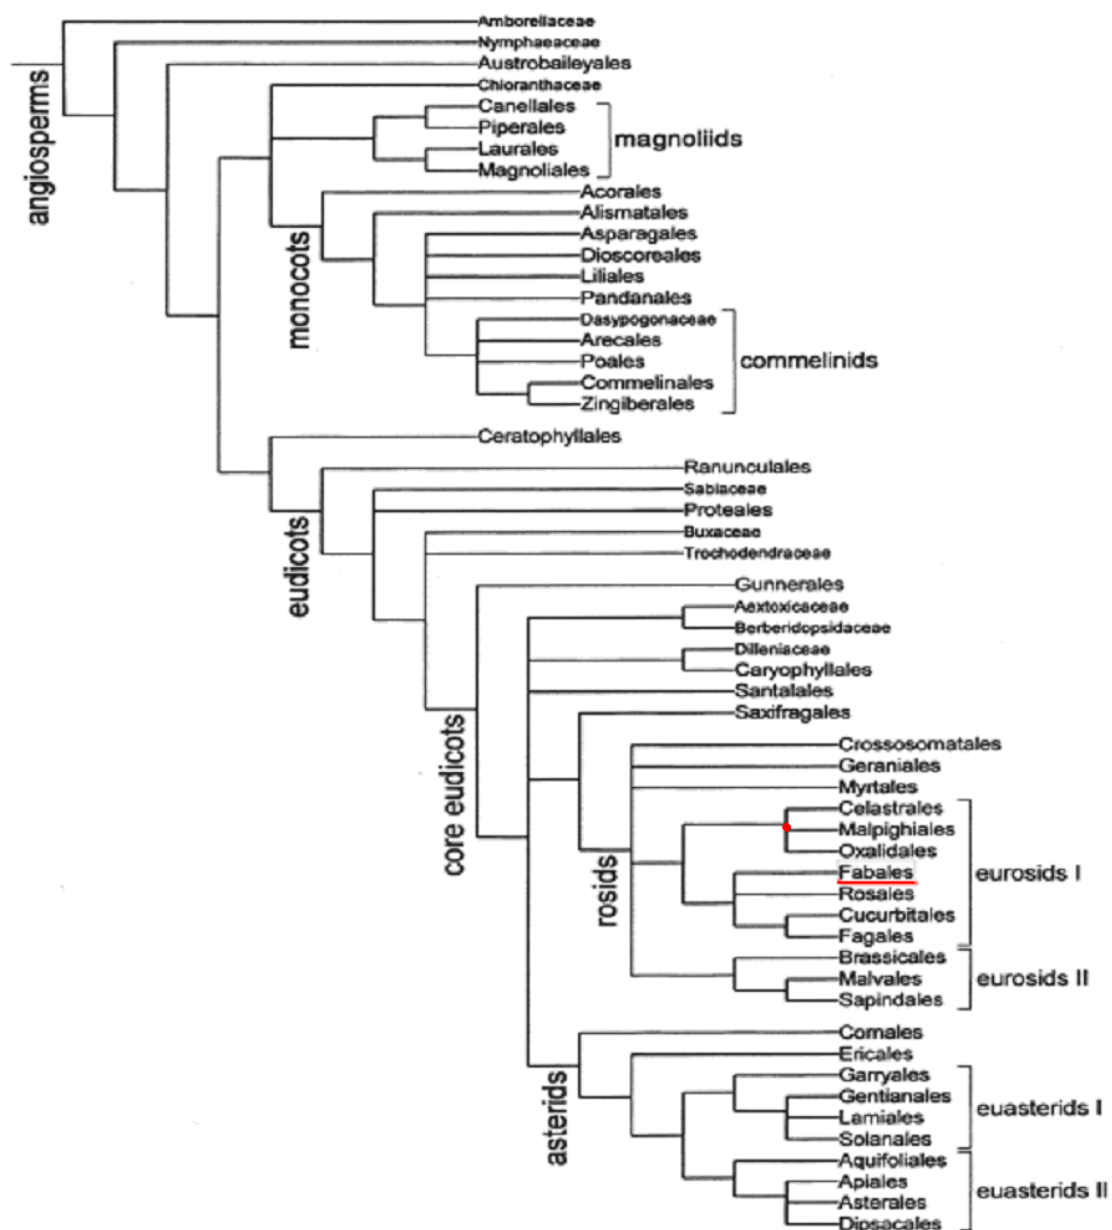 Amborellaceae
Nymphaeaceae
Austrobaileyales
Chloranthaceae
Canellales
Piperales
magnoliids
Laurales
Magnoliales
angiosperms
Acorales
Alismatales
Asparagales
Dioscoreales
Liliales
Pandanales
monocots
Dasypogonaceae
Arecales
Poales
commelinids
Commelinales
Zingiberales
Ceratophyllales
Ranunculales
Sabiaceae
Proteales
Buxaceae
Trochodendraceae
eudicots
Gunnerales
Aextoxicaceae
Berberidopsidaceae
Dilleniaceae
Caryophyllales
Santalales
Saxifragales
core eudicots
Crossosomatales
Geraniales
Myrtales
Celastrales
Malpighiales
Oxalidales
Fabales
eurosids I
Rosales
Cucurbitales
Fagales
rosids
Brassicales
Malvales
eurosids II
Sapindales
Cornales
Ericales
Garryales
Gentianales
euasterids I
Lamiales
Solanales
asterids
Aquifoliales
Apiales
euasterids II
Asterales
Dipsacales